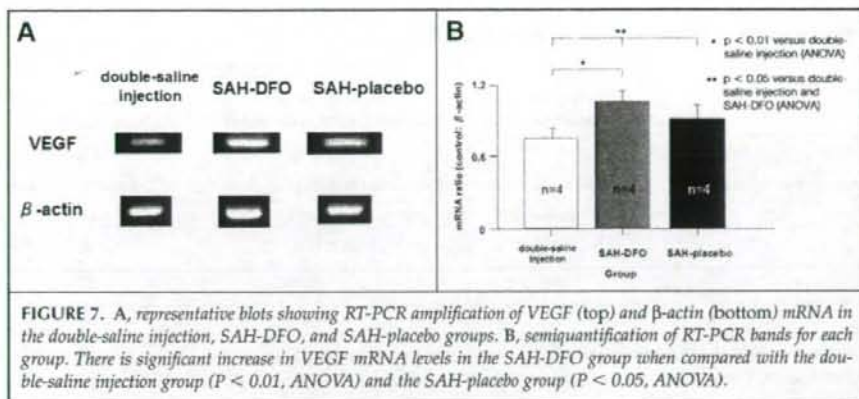 A
double-saline
injection
SAH-DFO
SAH-placebo
VEGF
β-actin
B
**
*
* p < 0.01 versus double-
saline injection (ANOVA)
** p < 0.05 versus double-
saline injection and
SAH-DFO (ANOVA)
mRNA ratio (control: β-actin)
1.2
0.6
0
n=4
n=4
n=4
double-saline
injection
SAH-DFO
SAH-placebo
Group
FIGURE 7. A, representative blots showing RT-PCR amplification of VEGF (top) and β-actin (bottom) mRNA in
the double-saline injection, SAH-DFO, and SAH-placebo groups. B, semiquantification of RT-PCR bands for each
group. There is significant increase in VEGF mRNA levels in the SAH-DFO group when compared with the dou-
ble-saline injection group (P < 0.01, ANOVA) and the SAH-placebo group (P < 0.05, ANOVA).